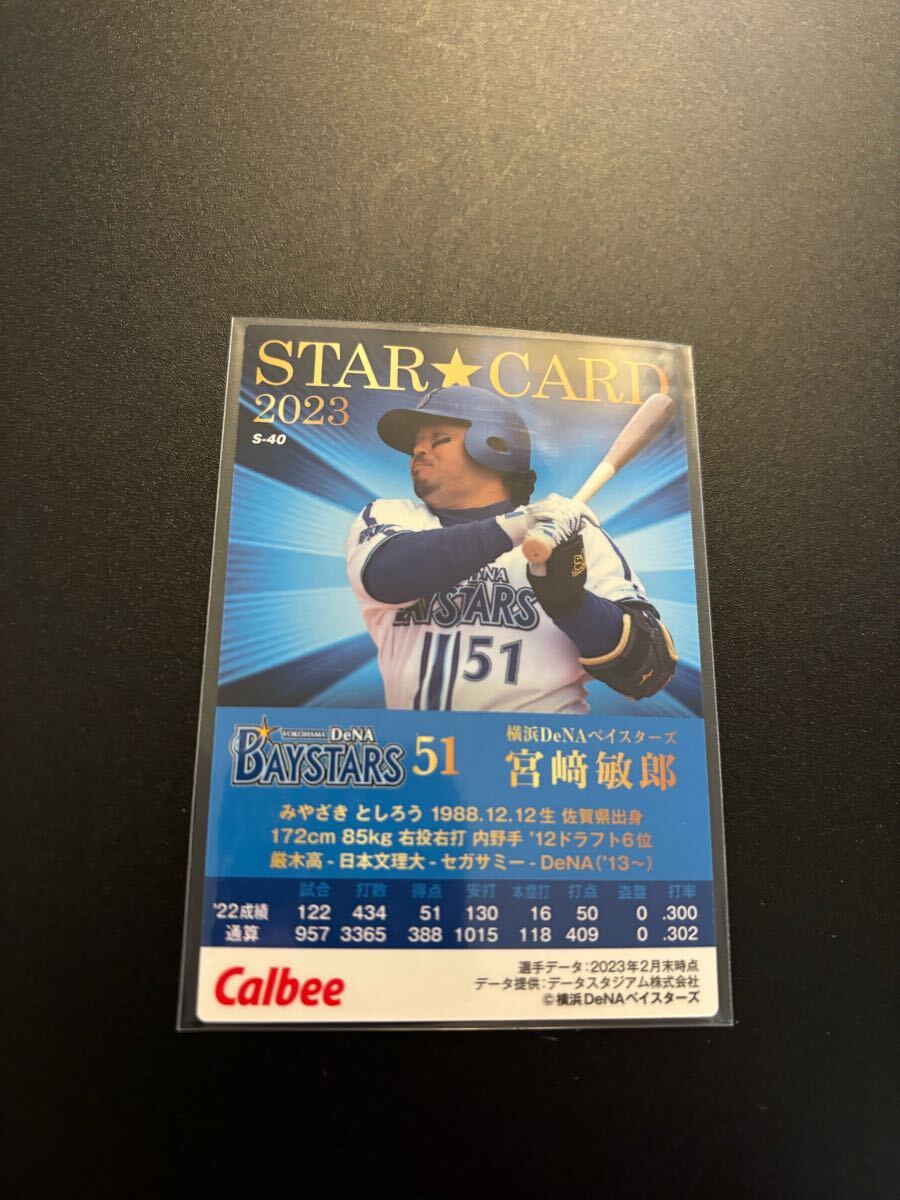 STAR★CARD
2023
S-40
DeNA
BAYSTARS
51
YOKOHAMA DeNA
BAYSTARS 51
横浜DeNAベイスターズ
宮﨑敏郎
みやざき としろう 1988.12.12生 佐賀県出身
172cm 85kg 右投右打 内野手 '12ドラフト6位
厳木高 - 日本文理大 - セガサミー - DeNA('13～)
試合 打数 得点 安打 本塁打 打点 盗塁 打率
'22成績 122 434 51 130 16 50 0 .300
通算 957 3365 388 1015 118 409 0 .302
Calbee
選手データ：2023年2月末時点
データ提供：データスタジアム株式会社
©横浜DeNAベイスターズ